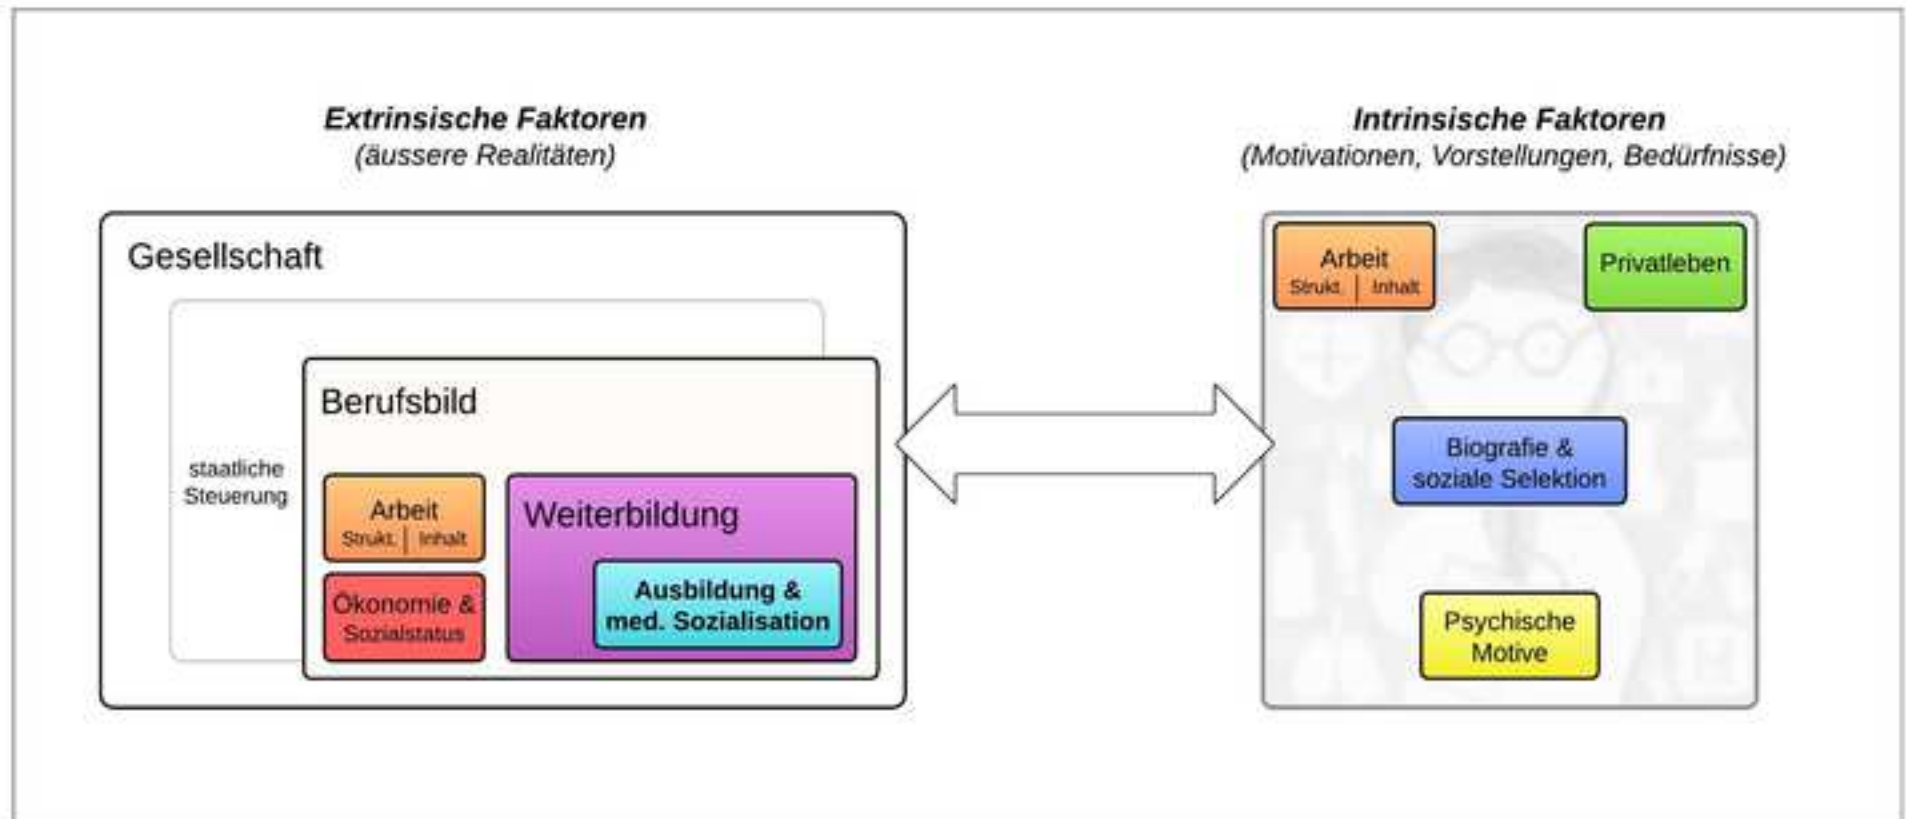 Extrinsische Faktoren
(äussere Realitäten)
Gesellschaft
staatliche
Steuerung
Berufsbild
Arbeit
Strukt. | Inhalt
Ökonomie &
Sozialstatus
Weiterbildung
Ausbildung &
med. Sozialisation
Intrinsische Faktoren
(Motivationen, Vorstellungen, Bedürfnisse)
Arbeit
Strukt. | Inhalt
Privatleben
Biografie &
soziale Selektion
Psychische
Motive